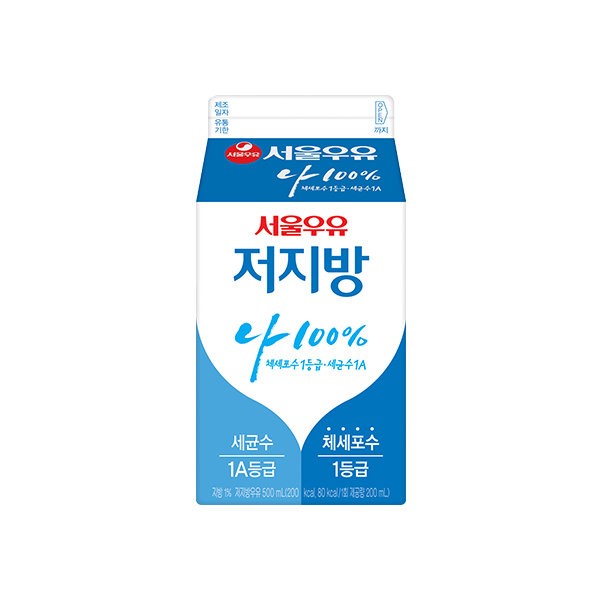 제조
일자
유통
기한
OPEN
까지
서울우유
서울우유
나100%
체세포수1등급·세균수1A
서울우유
저지방
나100%
체세포수1등급·세균수1A
세균수
1A등급
체세포수
1등급
지방 1% 저지방우유 500 mL(200 kcal, 80 kcal/1회 제공량 200 mL)